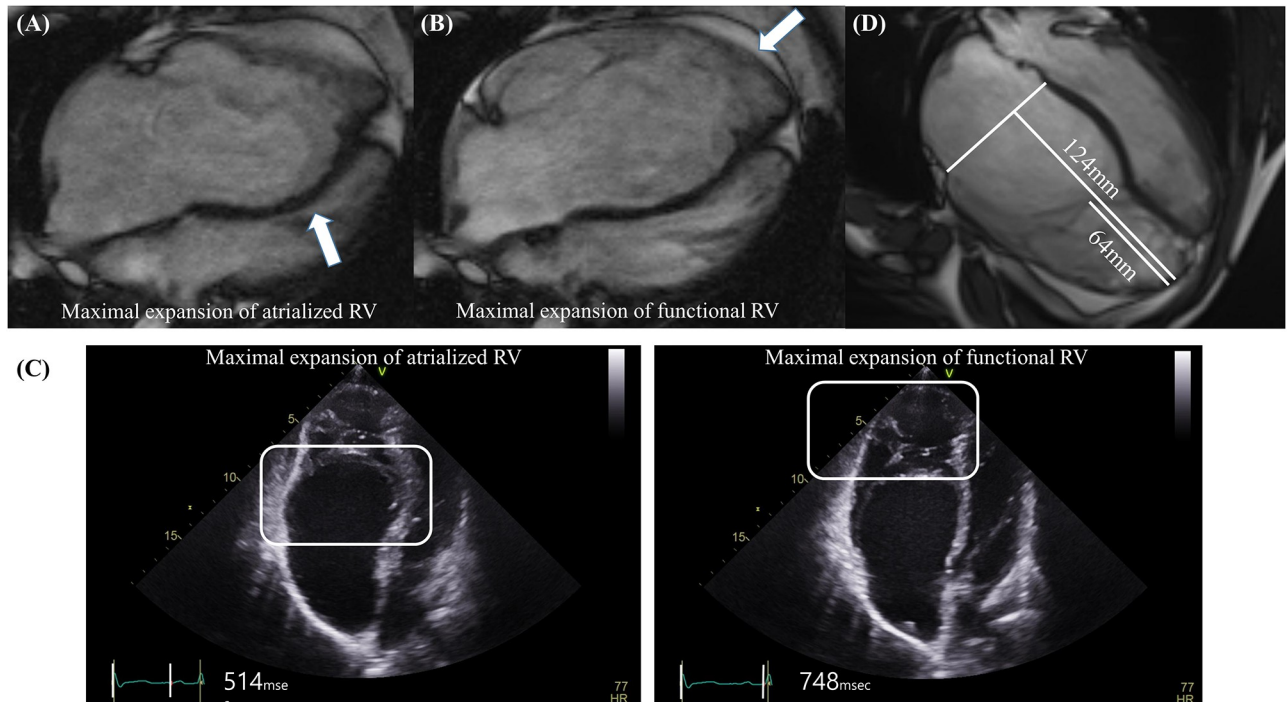 (A)
Maximal expansion of atrialized RV
(B)
Maximal expansion of functional RV
(D)
124mm
64mm
(C)
Maximal expansion of atrialized RV
V
5
10
15
514mse
77
HR
Maximal expansion of functional RV
V
5
10
15
748msec
77
HR